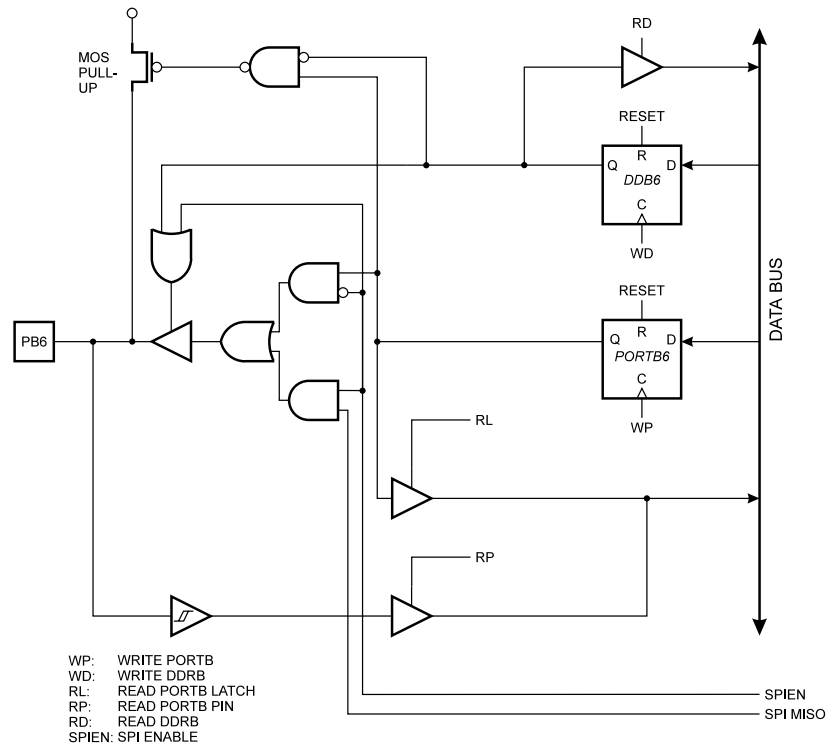 RD
MOS
PULL-
UP
RESET
R
Q
D
DDB6
C
WD
DATA BUS
RESET
R
Q
D
PORTB6
C
WP
PB6
RL
RP
WP: WRITE PORTB
WD: WRITE DDRB
RL: READ PORTB LATCH
RP: READ PORTB PIN
RD: READ DDRB
SPIEN: SPI ENABLE
SPIEN
SPI MISO